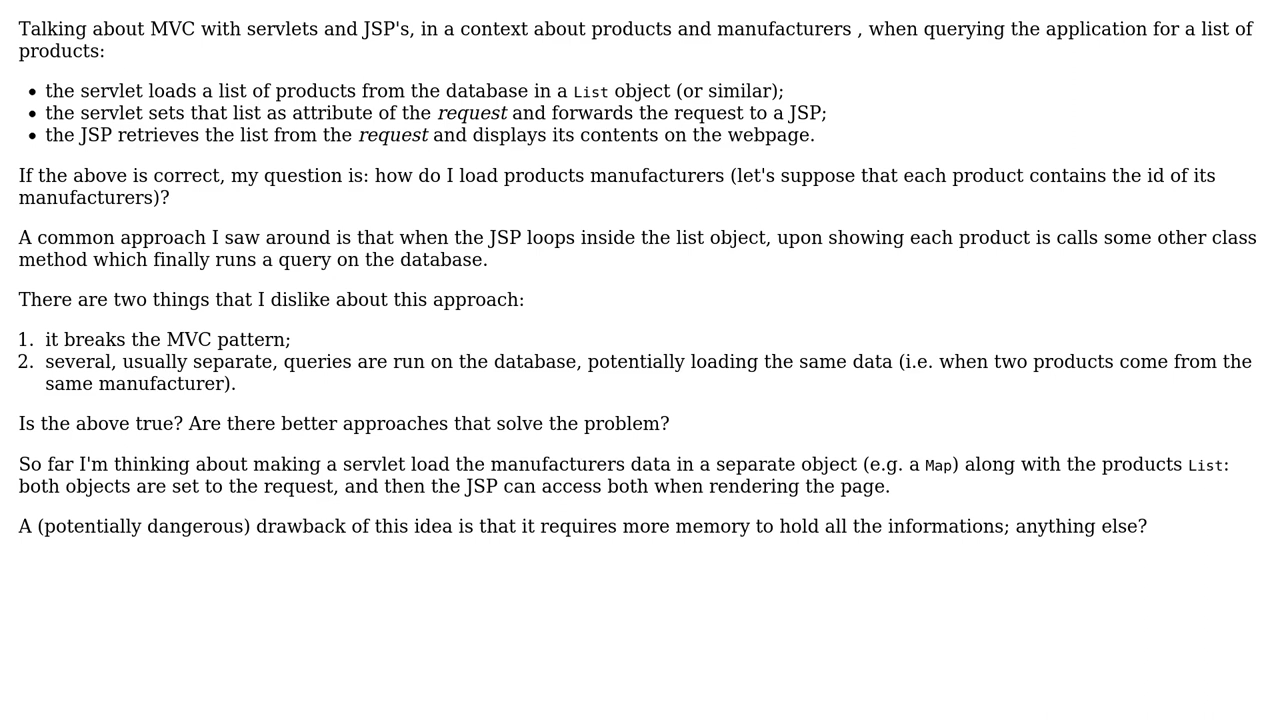 Talking about MVC with servlets and JSP's, in a context about products and manufacturers , when querying the application for a list of
products:
• the servlet loads a list of products from the database in a List object (or similar);
• the servlet sets that list as attribute of the request and forwards the request to a JSP;
• the JSP retrieves the list from the request and displays its contents on the webpage.
If the above is correct, my question is: how do I load products manufacturers (let's suppose that each product contains the id of its
manufacturers)?
A common approach I saw around is that when the JSP loops inside the list object, upon showing each product is calls some other class
method which finally runs a query on the database.
There are two things that I dislike about this approach:
1. it breaks the MVC pattern;
2. several, usually separate, queries are run on the database, potentially loading the same data (i.e. when two products come from the
same manufacturer).
Is the above true? Are there better approaches that solve the problem?
So far I'm thinking about making a servlet load the manufacturers data in a separate object (e.g. a Map) along with the products List:
both objects are set to the request, and then the JSP can access both when rendering the page.
A (potentially dangerous) drawback of this idea is that it requires more memory to hold all the informations; anything else?